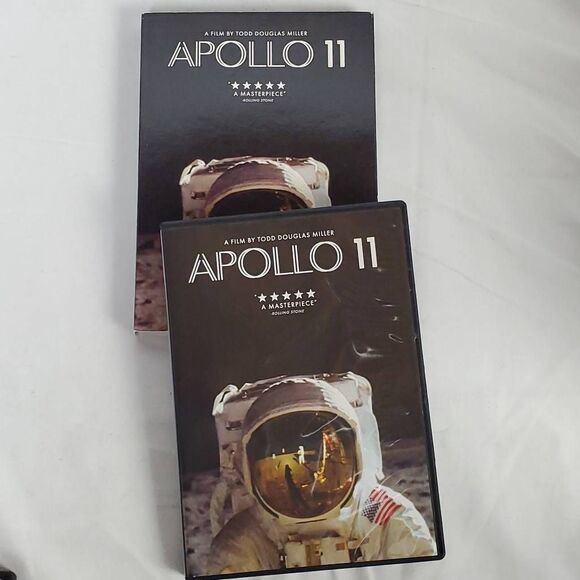 A FILM BY TODD DOUGLAS MILLER
APOLLO 11
"★★★★★
A MASTERPIECE"
-ROLLING STONE
A FILM BY TODD DOUGLAS MILLER
APOLLO 11
"★★★★★
A MASTERPIECE"
-ROLLING STONE